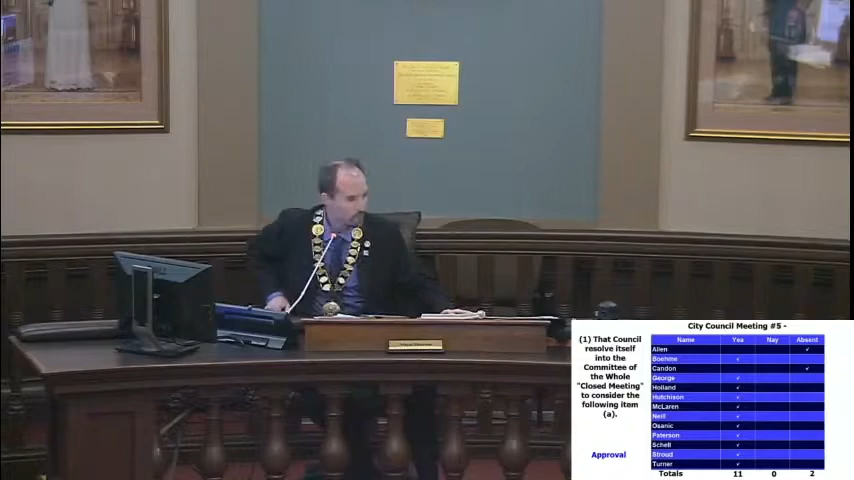 City Council Meeting #5 -
(1) That Council
resolve itself
into the
Committee of
the Whole
"Closed Meeting"
to consider the
following item
(a).
Approval
Name Yea Nay Absent
Allen ✓
Boehme ✓
Candon ✓
George ✓
Holland ✓
Hutchison ✓
McLaren ✓
Neill ✓
Osanic ✓
Paterson ✓
Schell ✓
Stroud ✓
Turner ✓
Totals 11 0 2